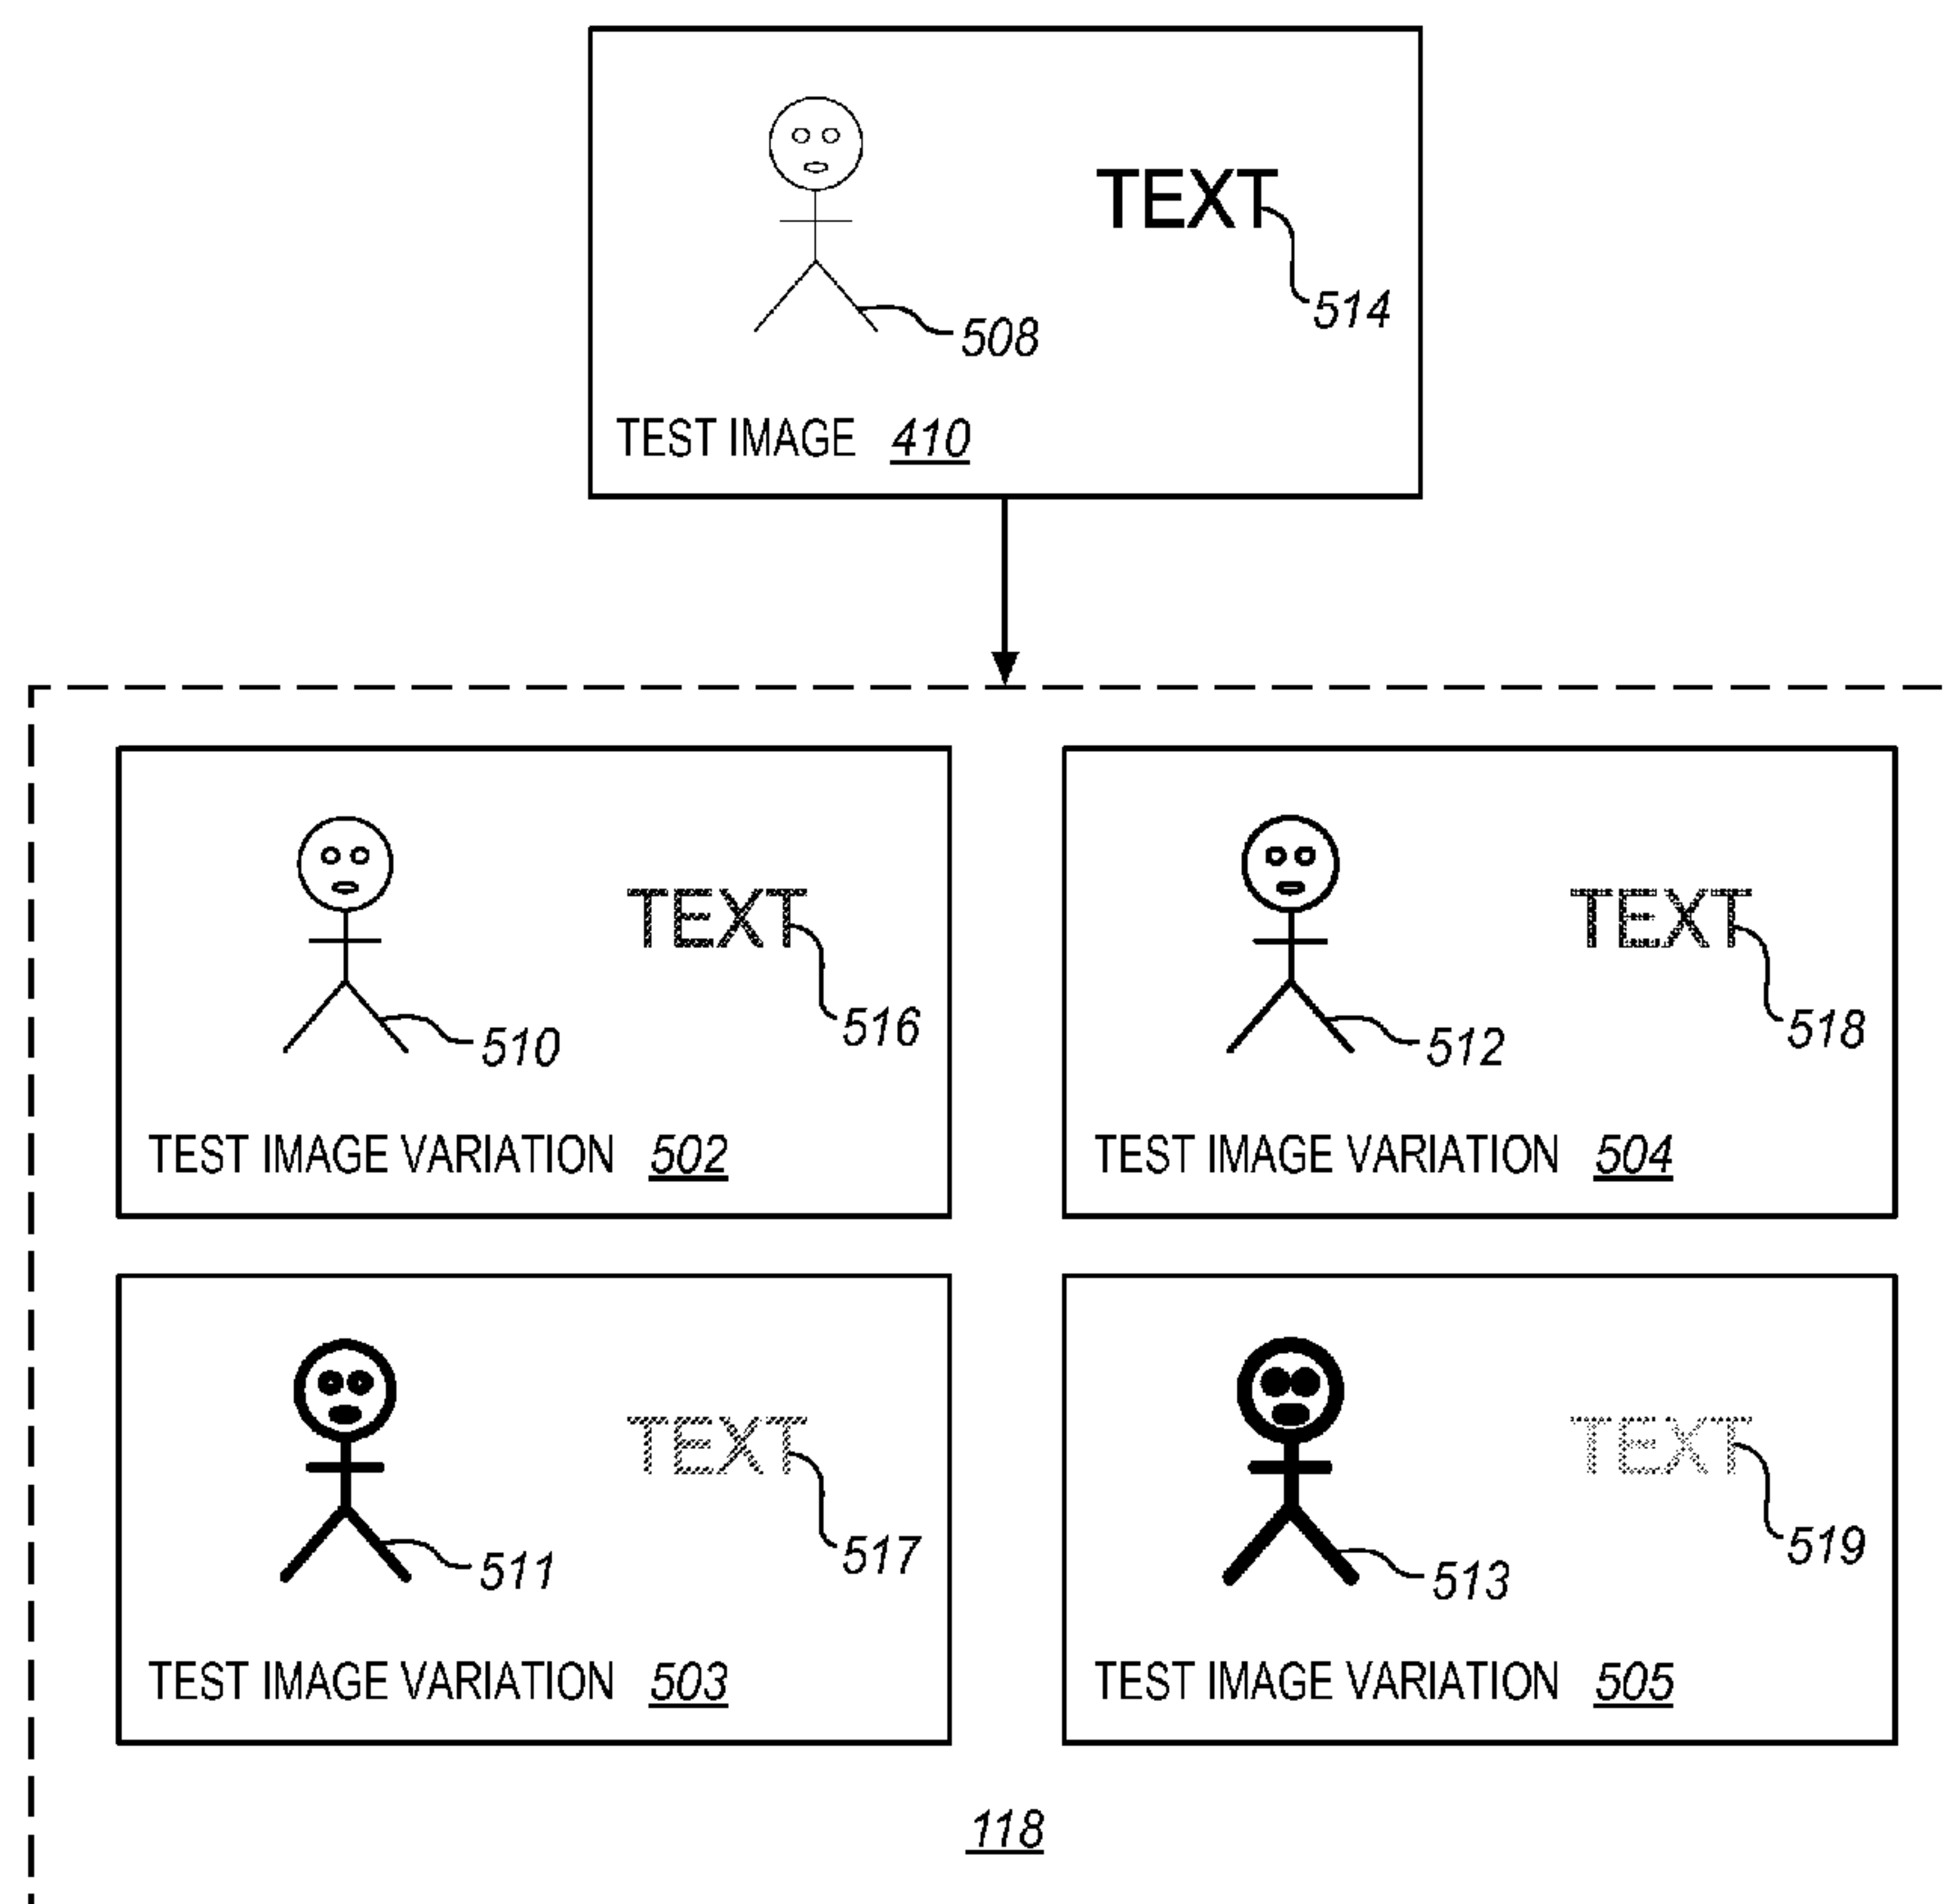 TEXT
514
508
TEST IMAGE 410
TEXT
516
510
TEST IMAGE VARIATION 502
TEXT
518
512
TEST IMAGE VARIATION 504
TEXT
517
511
TEST IMAGE VARIATION 503
TEXT
519
513
TEST IMAGE VARIATION 505
118